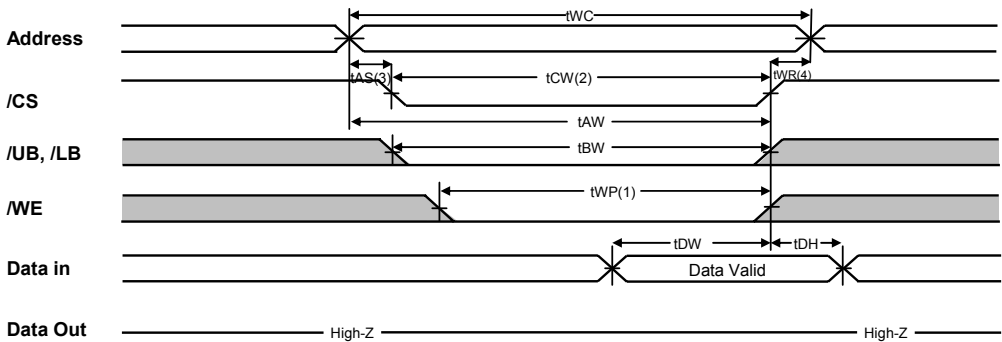 tWC
Address
tAS(3) tCW(2) tWR(4)
/CS
tAW
/UB, /LB tBW
/WE tWP(1)
tDW tDH
Data in Data Valid
Data Out High-Z High-Z